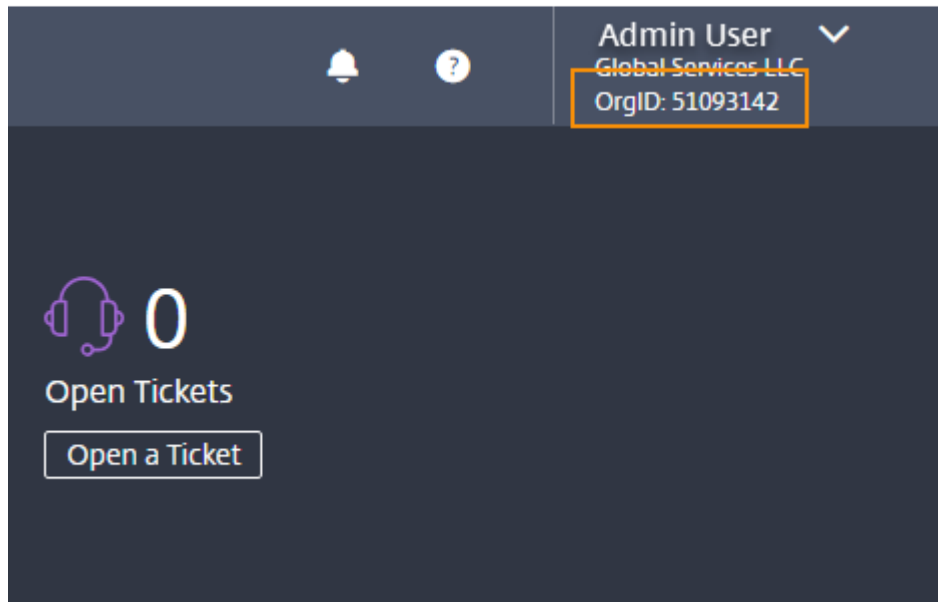 Admin User
Global Services LLC
OrgID: 51093142
?
0
Open Tickets
Open a Ticket